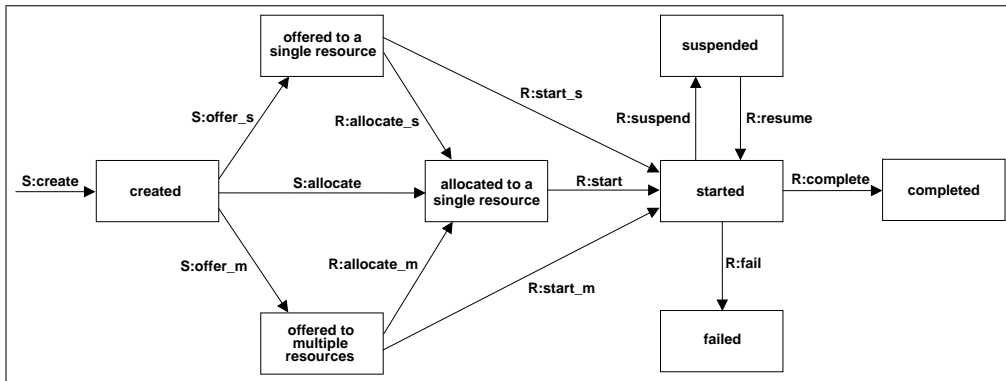 offered to a
single resource
suspended
R:start_s
S:offer_s
R:allocate_s
R:suspend
R:resume
S:create
created
S:allocate
allocated to a
single resource
R:start
started
R:complete
completed
S:offer_m
R:allocate_m
R:start_m
R:fail
offered to
multiple
resources
failed